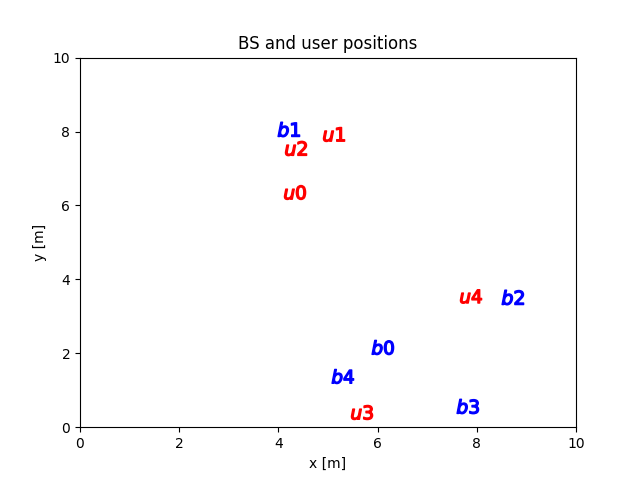 BS and user positions
10
8
6
4
2
0
y [m]
b1
u1
u2
u0
u4
b2
b0
b4
b3
u3
0 2 4 6 8 10
x [m]